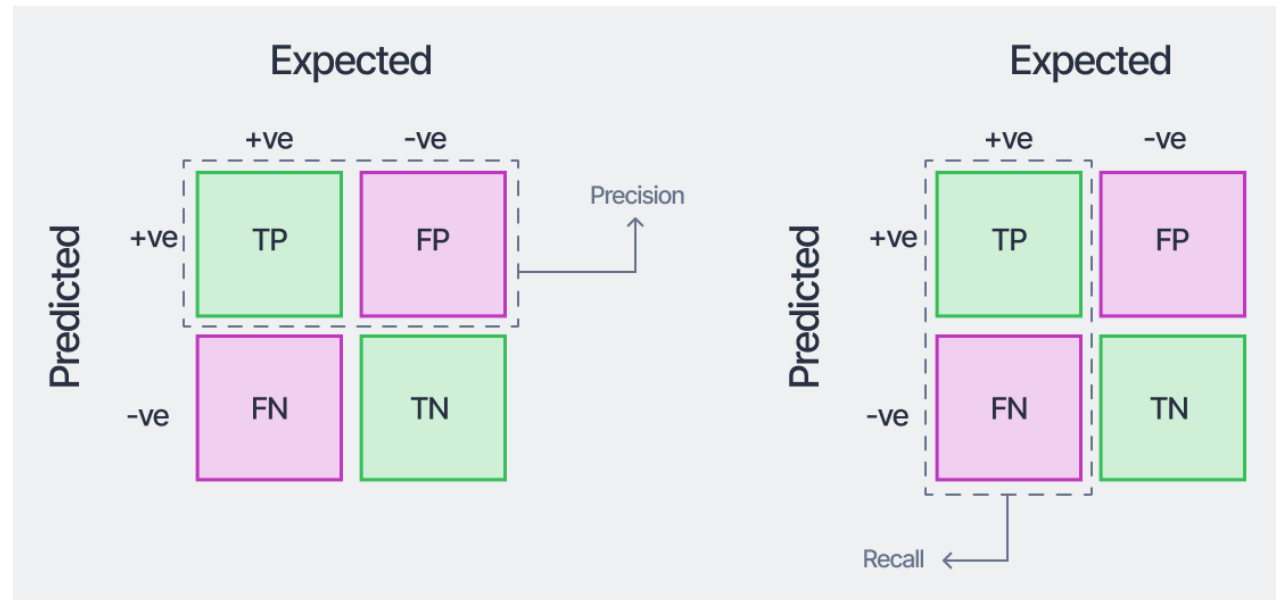 Expected
+ve -ve
Precision
Predicted
+ve TP FP
-ve FN TN
Expected
+ve -ve
Predicted
+ve TP FP
-ve FN TN
Recall